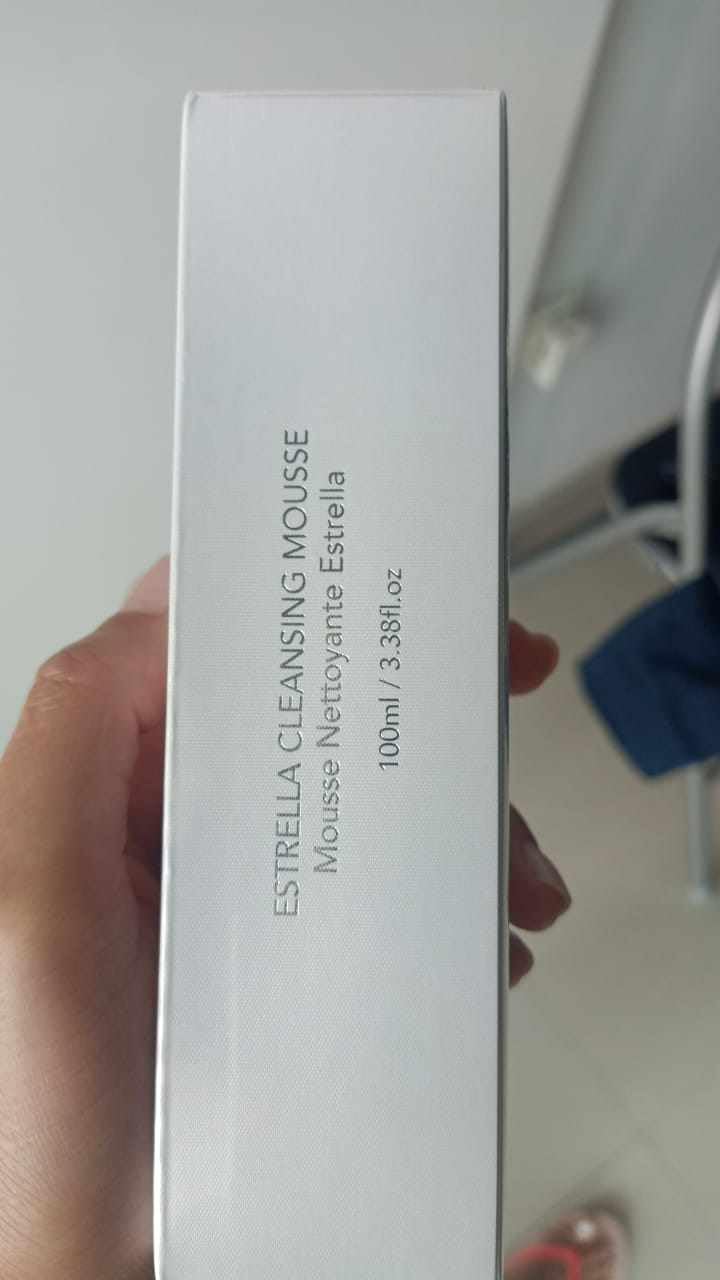 ESTRELLA CLEANSING MOUSSE
Mousse Nettoyante Estrella
100ml / 3.38fl.oz